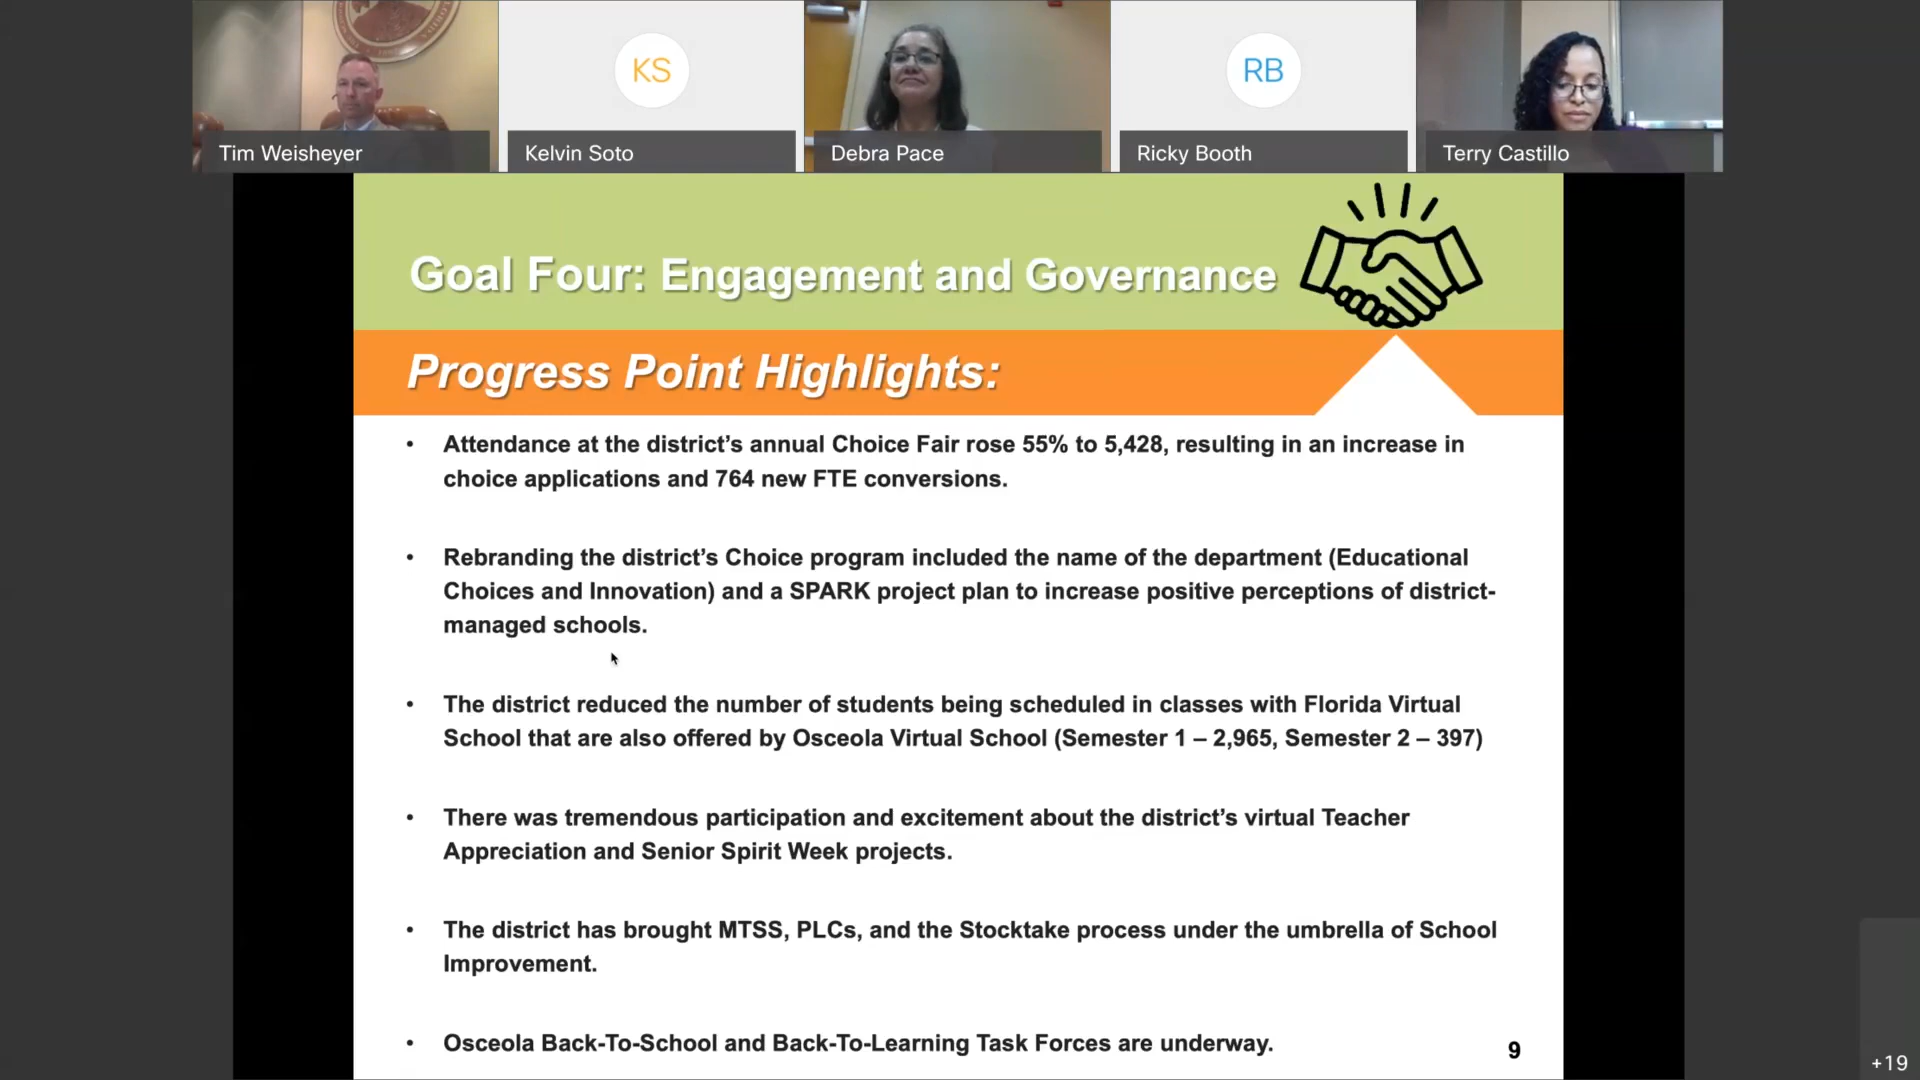 KS
RB
Tim Weisheyer
Kelvin Soto
Debra Pace
Ricky Booth
Terry Castillo
Goal Four: Engagement and Governance
Progress Point Highlights:
• Attendance at the district’s annual Choice Fair rose 55% to 5,428, resulting in an increase in
choice applications and 764 new FTE conversions.
• Rebranding the district’s Choice program included the name of the department (Educational
Choices and Innovation) and a SPARK project plan to increase positive perceptions of district-
managed schools.
• The district reduced the number of students being scheduled in classes with Florida Virtual
School that are also offered by Osceola Virtual School (Semester 1 – 2,965, Semester 2 – 397)
• There was tremendous participation and excitement about the district’s virtual Teacher
Appreciation and Senior Spirit Week projects.
• The district has brought MTSS, PLCs, and the Stocktake process under the umbrella of School
Improvement.
• Osceola Back-To-School and Back-To-Learning Task Forces are underway.
9
+19